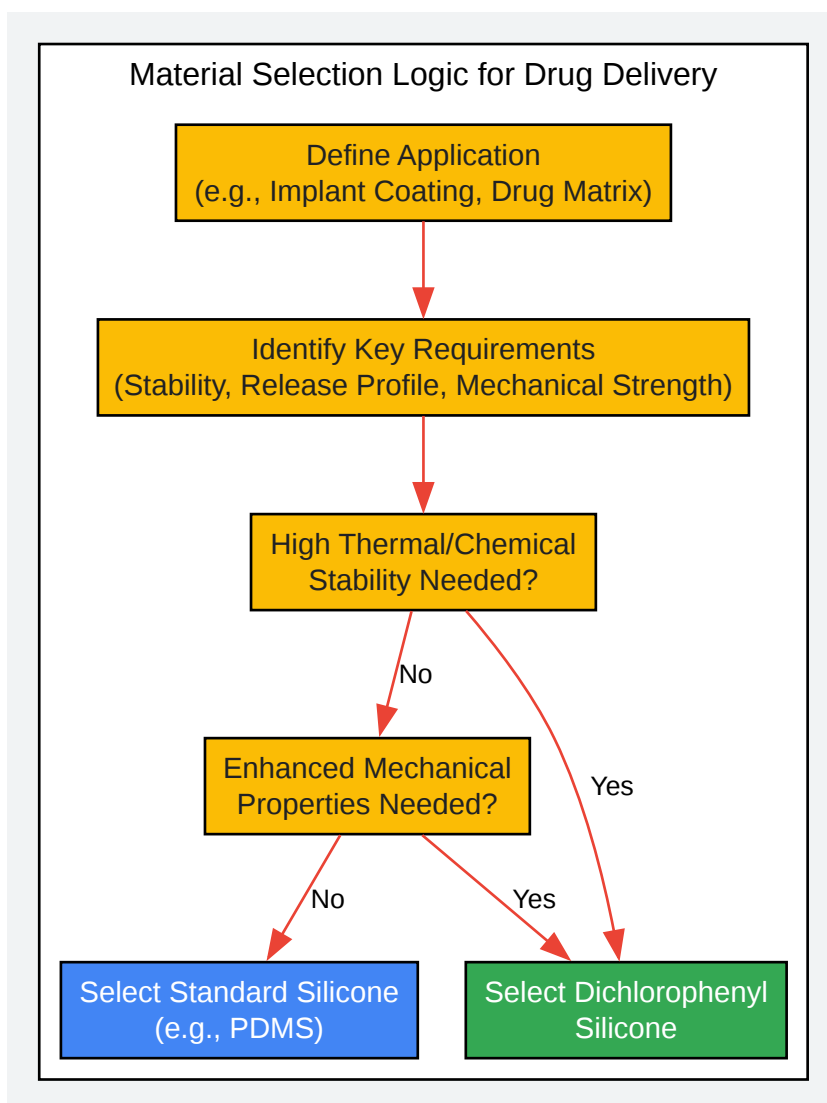 Material Selection Logic for Drug Delivery
Define Application
(e.g., Implant Coating, Drug Matrix)
Identify Key Requirements
(Stability, Release Profile, Mechanical Strength)
High Thermal/Chemical
Stability Needed?
No
Enhanced Mechanical
Properties Needed?
Yes
No
Yes
Select Standard Silicone
(e.g., PDMS)
Select Dichlorophenyl
Silicone